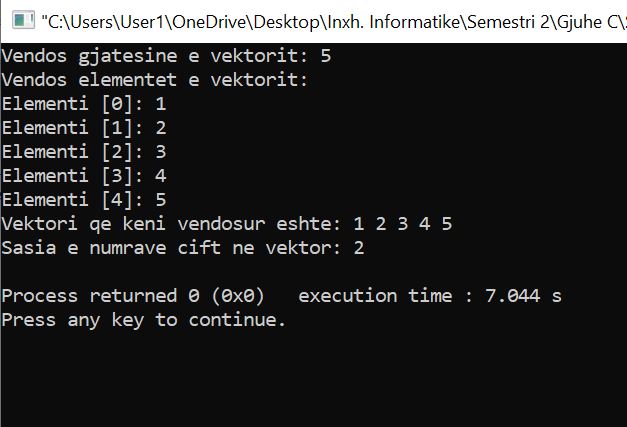 "C:\Users\User1\OneDrive\Desktop\Inxh. Informatike\Semestri 2\Gjuhe C\
Vendos gjatesine e vektorit: 5
Vendos elementet e vektorit:
Elementi [0]: 1
Elementi [1]: 2
Elementi [2]: 3
Elementi [3]: 4
Elementi [4]: 5
Vektori qe keni vendosur eshte: 1 2 3 4 5
Sasia e numrave cift ne vektor: 2
Process returned 0 (0x0)   execution time : 7.044 s
Press any key to continue.